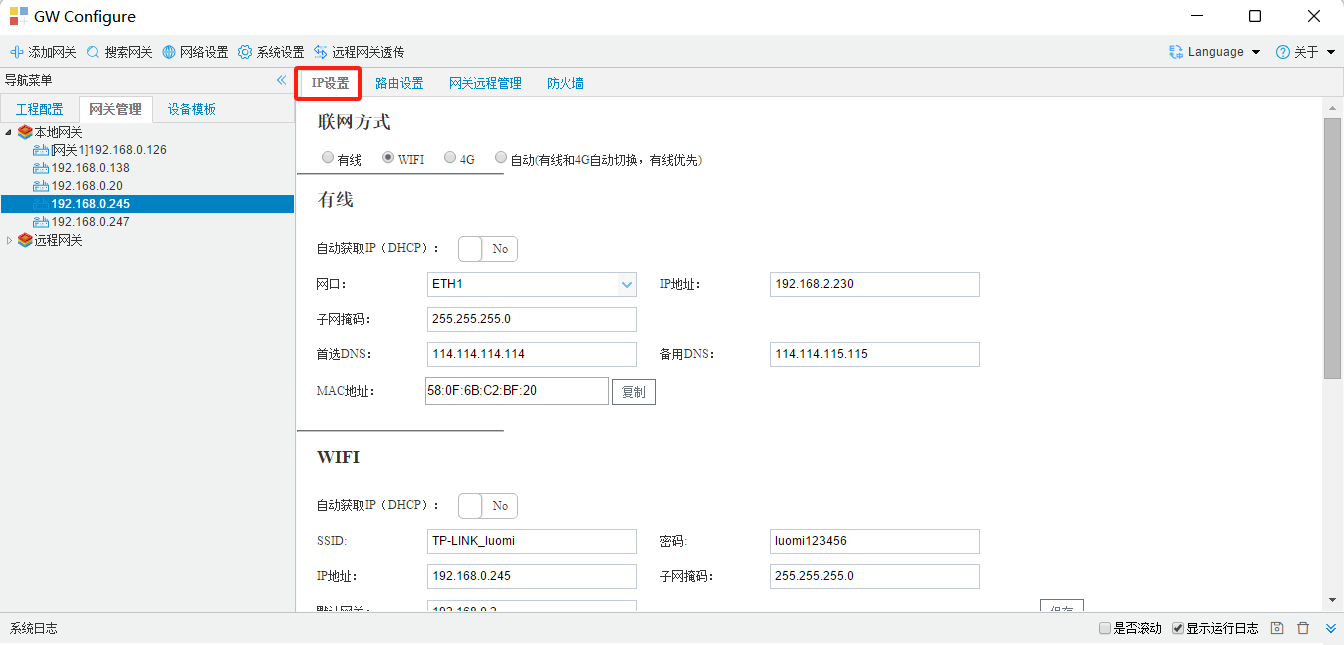 GW Configure
添加网关 搜索网关 网络设置 系统设置 远程网关透传 Language 关于
导航菜单
IP设置 路由设置 网关远程管理 防火墙
工程配置 网关管理 设备模板
本地网关
[网关1]192.168.0.126
192.168.0.138
192.168.0.20
192.168.0.245
192.168.0.247
远程网关
联网方式
有线 WIFI 4G 自动(有线和4G自动切换，有线优先)
有线
自动获取IP（DHCP）： No
网口： ETH1 IP地址： 192.168.2.230
子网掩码： 255.255.255.0
首选DNS： 114.114.114.114 备用DNS： 114.114.115.115
MAC地址： 58:0F:6B:C2:BF:20 复制
WIFI
自动获取IP（DHCP）： No
SSID: TP-LINK_luomi 密码: luomi123456
IP地址： 192.168.0.245 子网掩码： 255.255.255.0
默认网关： 192.168.0.2 保存
系统日志 是否滚动 显示运行日志